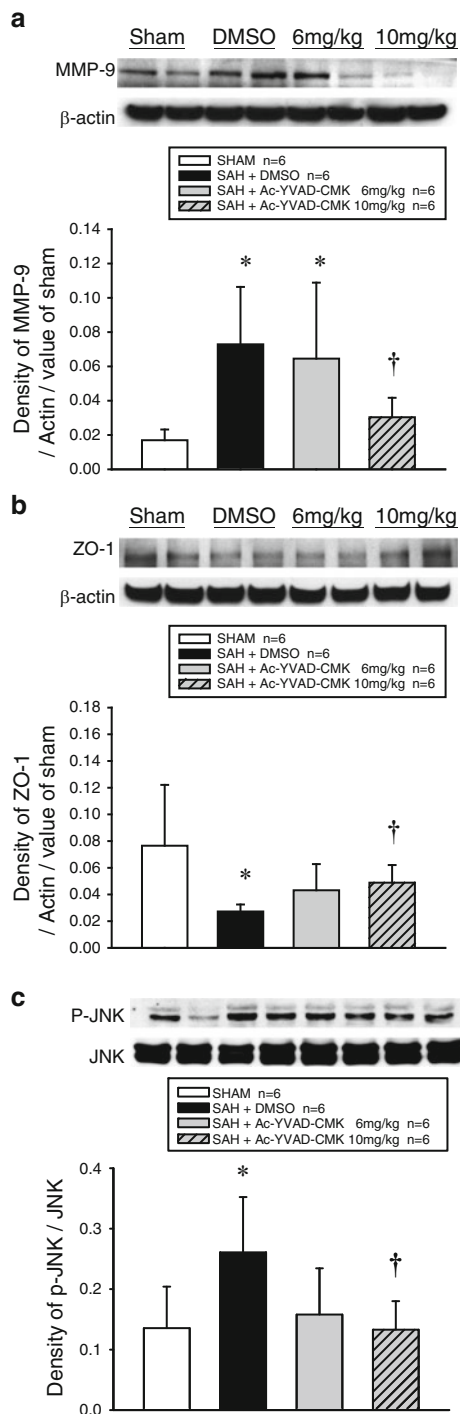 a
Sham DMSO 6mg/kg 10mg/kg
MMP-9
β-actin
SHAM n=6
SAH + DMSO n=6
SAH + Ac-YVAD-CMK 6mg/kg n=6
SAH + Ac-YVAD-CMK 10mg/kg n=6
Density of MMP-9
/ Actin / value of sham
0.14
0.12
0.10
0.08
0.06
0.04
0.02
0.00
* * †
b
Sham DMSO 6mg/kg 10mg/kg
ZO-1
β-actin
SHAM n=6
SAH + DMSO n=6
SAH + Ac-YVAD-CMK 6mg/kg n=6
SAH + Ac-YVAD-CMK 10mg/kg n=6
Density of ZO-1
/ Actin / value of sham
0.18
0.16
0.14
0.12
0.10
0.08
0.06
0.04
0.02
0.00
* †
c
P-JNK
JNK
SHAM n=6
SAH + DMSO n=6
SAH + Ac-YVAD-CMK 6mg/kg n=6
SAH + Ac-YVAD-CMK 10mg/kg n=6
Density of p-JNK / JNK
0.4
0.3
0.2
0.1
0.0
* †